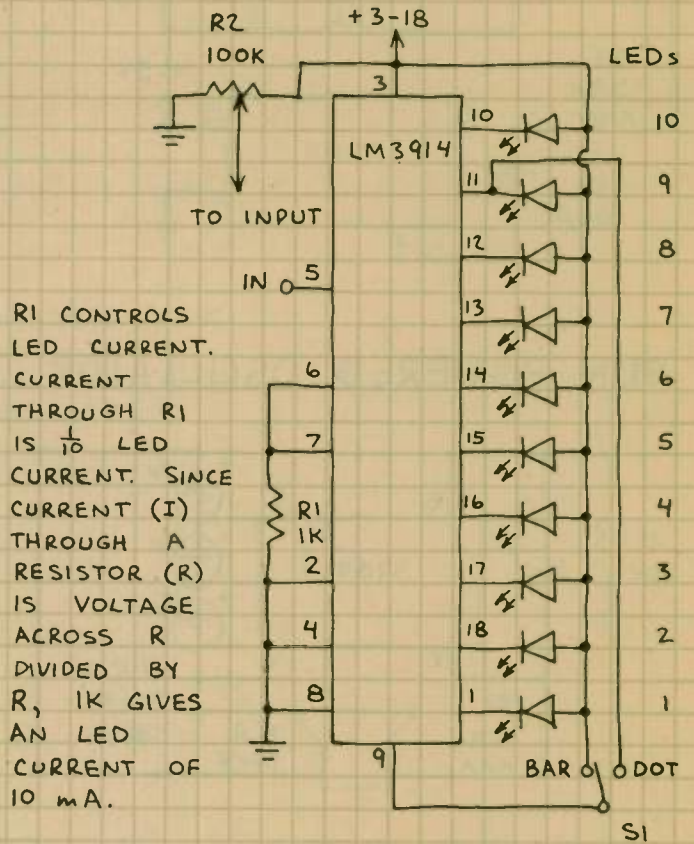 R2
100K
+3-18
LEDs
3
LM3914
10
10
11
9
TO INPUT
12
8
IN
5
13
7
6
14
6
7
15
5
R1
1K
16
4
2
17
3
4
18
2
8
1
1
9
BAR
DOT
S1
R1 CONTROLS
LED CURRENT.
CURRENT
THROUGH R1
IS 1/10 LED
CURRENT. SINCE
CURRENT (I)
THROUGH A
RESISTOR (R)
IS VOLTAGE
ACROSS R
DIVIDED BY
R, 1K GIVES
AN LED
CURRENT OF
10 mA.